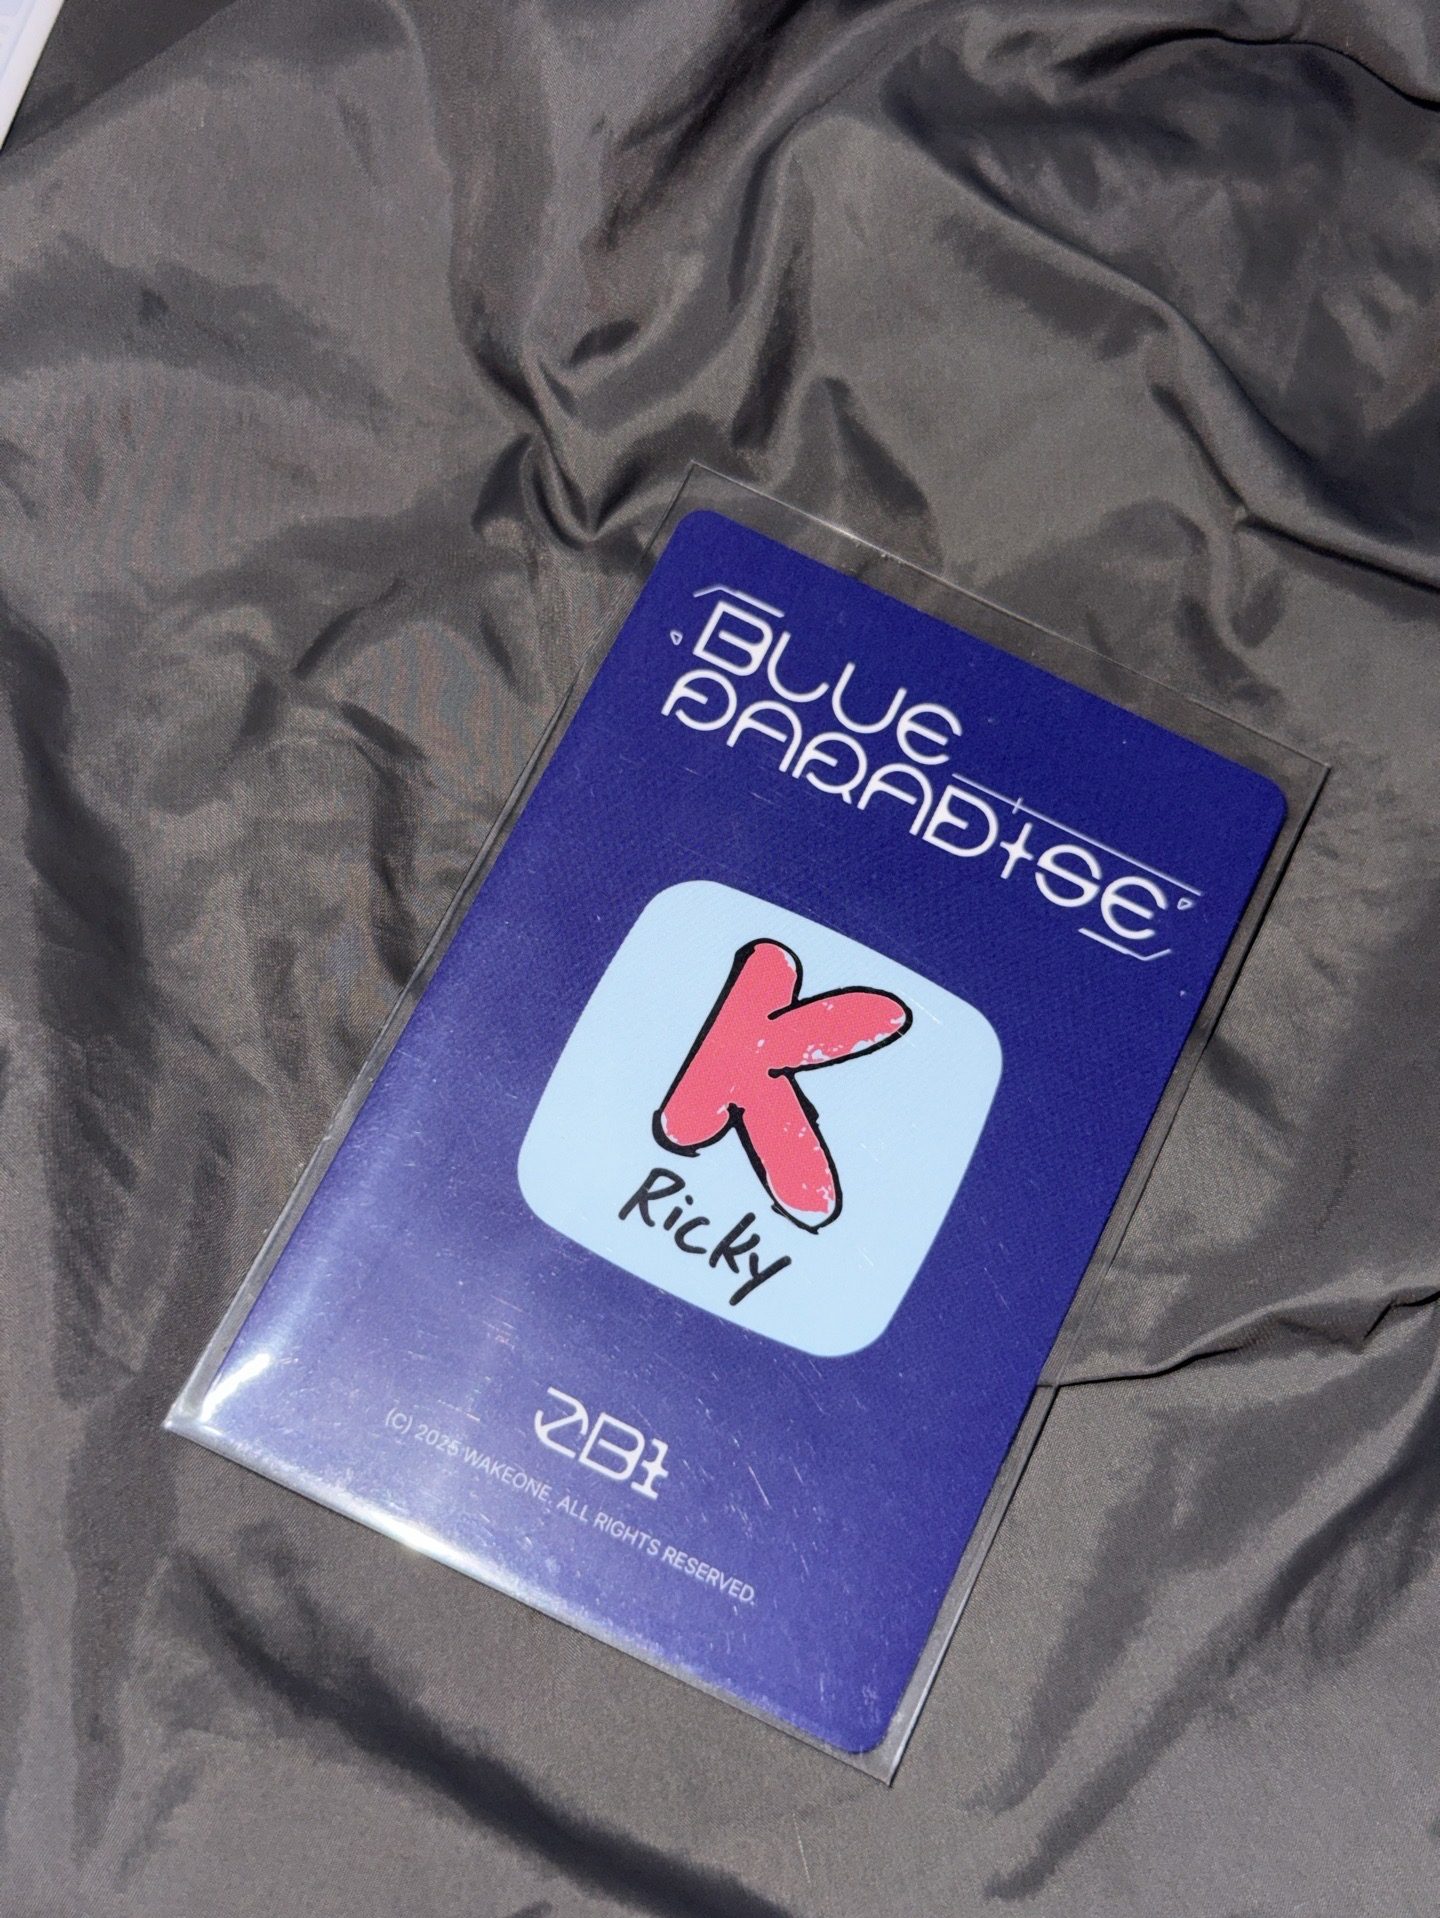 BLUE
PARADISE
K
Ricky
ZB1
(C) 2025 WAKEONE. ALL RIGHTS RESERVED.